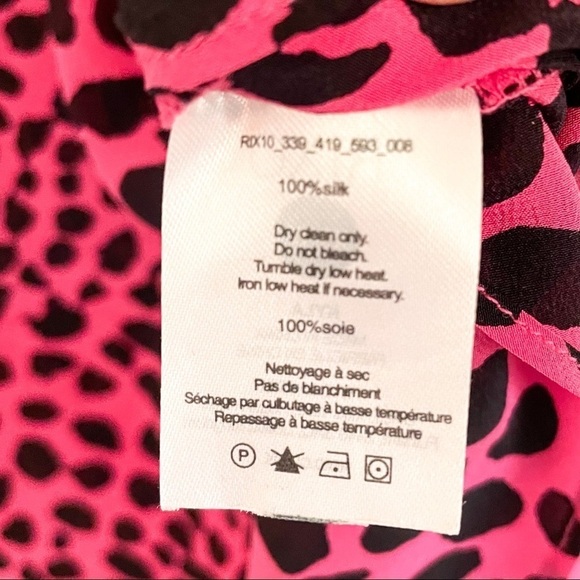 RIX10_339_419_593_008
100%silk
Dry clean only.
Do not bleach.
Tumble dry low heat.
Iron low heat if necessary.
100%soie
Nettoyage à sec
Pas de blanchiment
Séchage par culbutage à basse température
Repassage à basse température
P